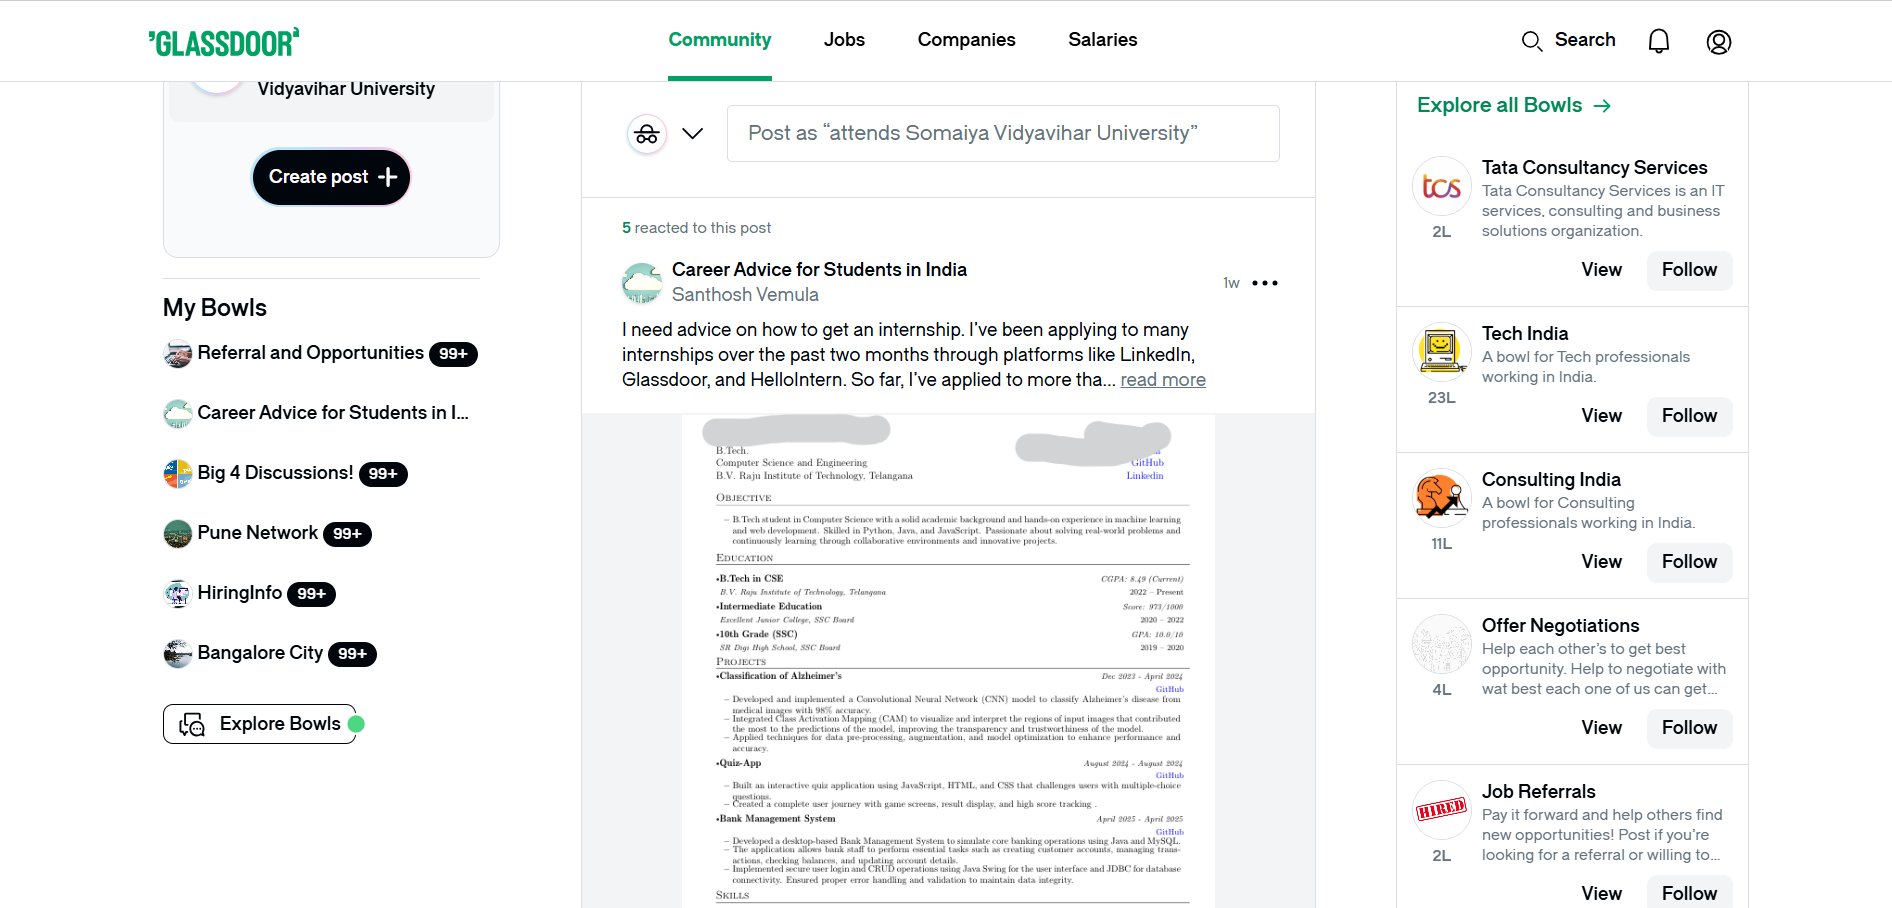 GLASSDOOR
Community
Jobs
Companies
Salaries
Search
Vidyavihar University
Create post
My Bowls
Referral and Opportunities 99+
Career Advice for Students in I...
Big 4 Discussions! 99+
Pune Network 99+
HiringInfo 99+
Bangalore City 99+
Explore Bowls
Post as “attends Somaiya Vidyavihar University”
5 reacted to this post
Career Advice for Students in India
Santhosh Vemula
1w
I need advice on how to get an internship. I’ve been applying to many
internships over the past two months through platforms like LinkedIn,
Glassdoor, and HelloIntern. So far, I’ve applied to more tha... read more
B.Tech.
Computer Science and Engineering
GitHub
B.V. Raju Institute of Technology, Telangana
Linkedin
Objective
– B.Tech student in Computer Science with a solid academic background and hands-on experience in machine learning
and web development. Skilled in Python, Java, and JavaScript. Passionate about solving real-world problems and
continuously learning through collaborative environments and innovative projects.
Education
•B.Tech in CSE
CGPA: 8.49 (Current)
B.V. Raju Institute of Technology, Telangana
2022 – Present
•Intermediate Education
Score: 973/1000
Excellent Junior College, SSC Board
2020 – 2022
•10th Grade (SSC)
GPA: 10.0/10
SR Digi High School, SSC Board
2019 – 2020
Projects
•Classification of Alzheimer’s
Dec 2023 - April 2024
GitHub
– Developed and implemented a Convolutional Neural Network (CNN) model to classify Alzheimer’s disease from
medical images with 98% accuracy.
– Integrated Class Activation Mapping (CAM) to visualize and interpret the regions of input images that contributed
the most to the predictions of the model, improving the transparency and trustworthiness of the model.
– Applied techniques for data pre-processing, augmentation, and model optimization to enhance performance and
accuracy.
•Quiz-App
August 2024 - August 2024
GitHub
– Built an interactive quiz application using JavaScript, HTML, and CSS that challenges users with multiple-choice
questions.
– Created a complete user journey with game screens, result display, and high score tracking .
•Bank Management System
April 2025 - April 2025
GitHub
– Developed a desktop-based Bank Management System to simulate core banking operations using Java and MySQL.
– The application allows bank staff to perform essential tasks such as creating customer accounts, managing trans-
actions, checking balances, and updating account details.
– Implemented secure user login and CRUD operations using Java Swing for the user interface and JDBC for database
connectivity. Ensured proper error handling and validation to maintain data integrity.
Skills
Explore all Bowls
tcs
Tata Consultancy Services
Tata Consultancy Services is an IT
services, consulting and business
solutions organization.
2L
View
Follow
Tech India
A bowl for Tech professionals
working in India.
23L
View
Follow
Consulting India
A bowl for Consulting
professionals working in India.
11L
View
Follow
Offer Negotiations
Help each other’s to get best
opportunity. Help to negotiate with
wat best each one of us can get...
4L
View
Follow
HIRED
Job Referrals
Pay it forward and help others find
new opportunities! Post if you’re
looking for a referral or willing to...
2L
View
Follow